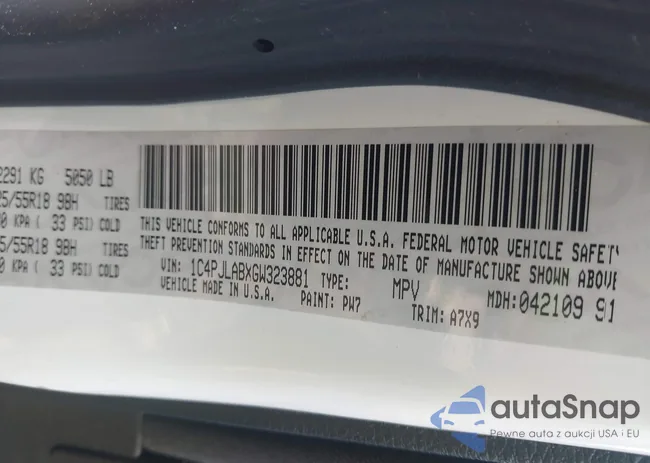 2291 KG 5050 LB
5/55R18 98H TIRES
0 KPA ( 33 PSI) COLD
5/55R18 98H TIRES
0 KPA ( 33 PSI) COLD
THIS VEHICLE CONFORMS TO ALL APPLICABLE U.S.A. FEDERAL MOTOR VEHICLE SAFETY
THEFT PREVENTION STANDARDS IN EFFECT ON THE DATE OF MANUFACTURE SHOWN ABOVE
VIN: 1C4PJLABXGW323881 TYPE: MPV MDH:042109 91
VEHICLE MADE IN U.S.A. PAINT: PW7 TRIM: A7X9
autaSnap
Pewne auta z aukcji USA i EU